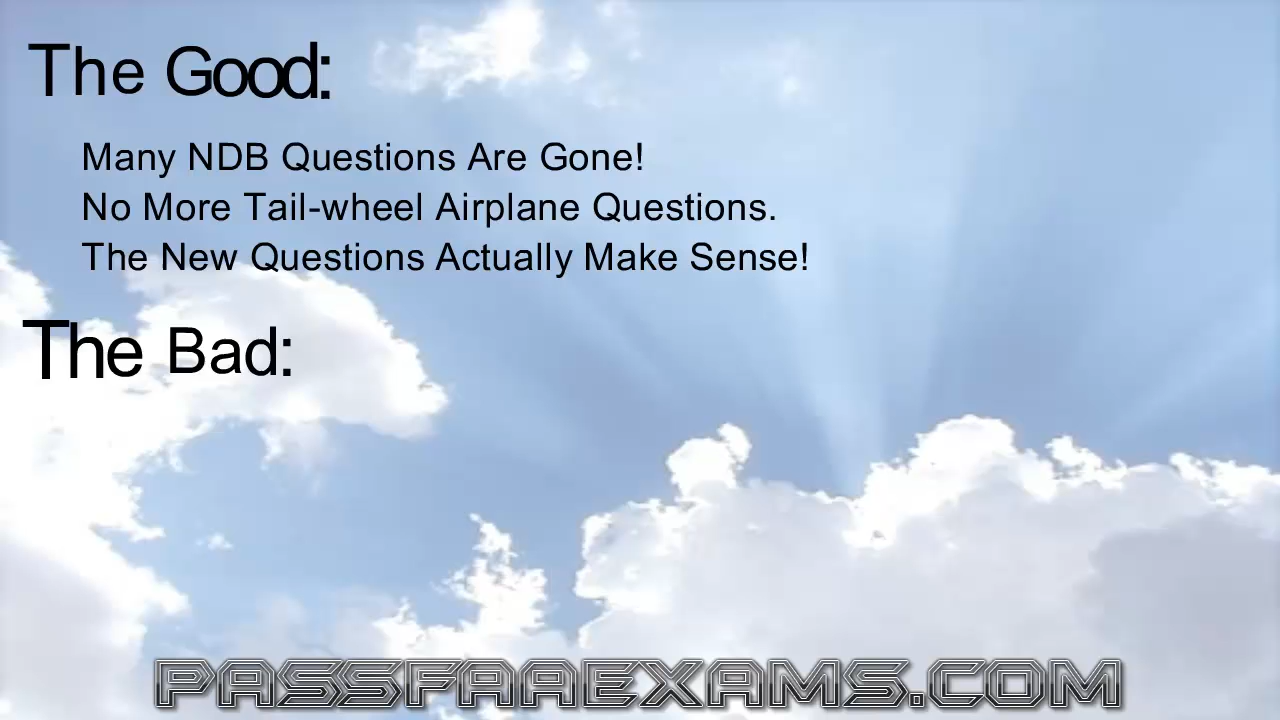 The Good:
Many NDB Questions Are Gone!
No More Tail-wheel Airplane Questions.
The New Questions Actually Make Sense!
The Bad:
PASSFAAEXAMS.COM